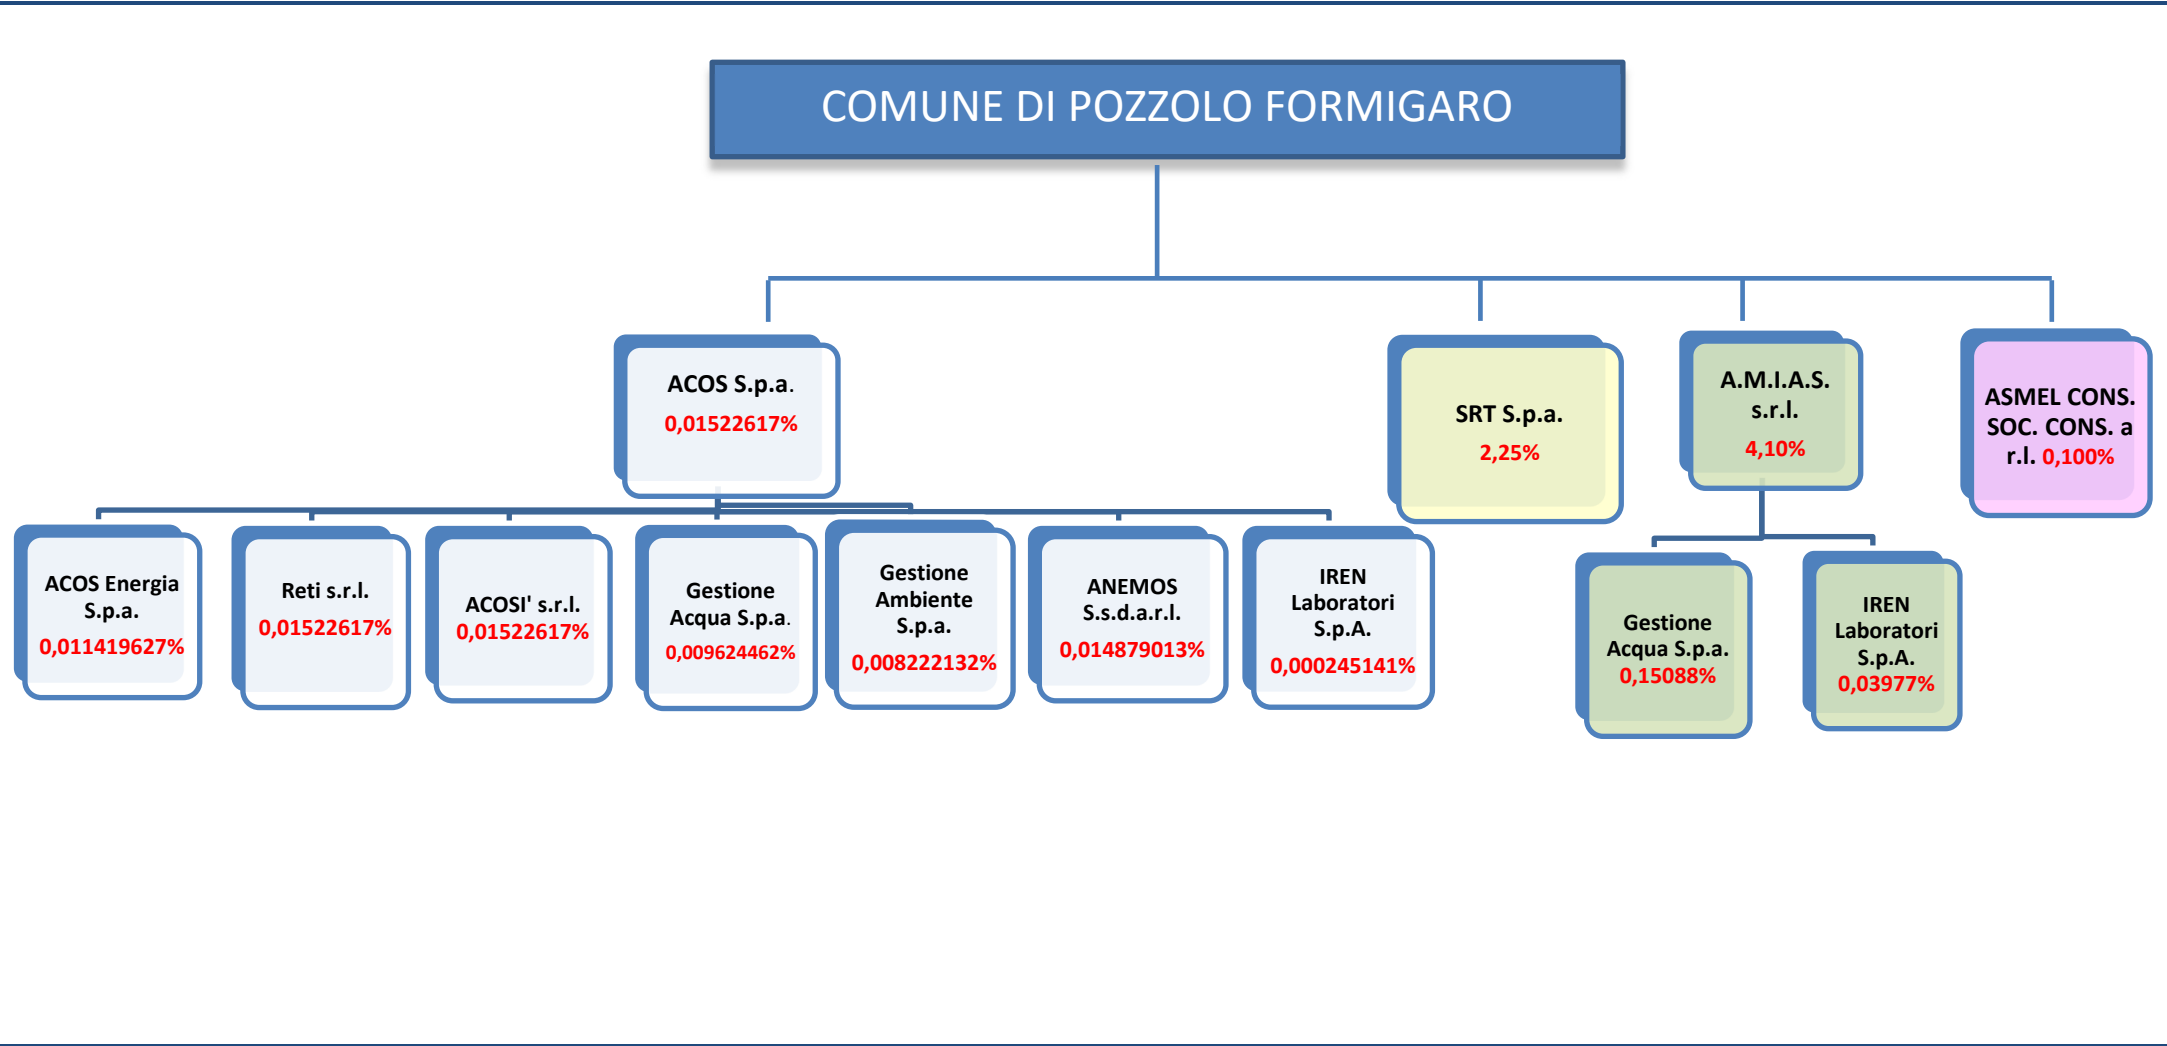 COMUNE DI POZZOLO FORMIGARO
ACOS S.p.a.
0,01522617%
SRT S.p.a.
2,25%
A.M.I.A.S.
s.r.l.
4,10%
ASMEL CONS.
SOC. CONS. a
r.l. 0,100%
ACOS Energia
S.p.a.
0,011419627%
Reti s.r.l.
0,01522617%
ACOSI' s.r.l.
0,01522617%
Gestione
Acqua S.p.a.
0,009624462%
Gestione
Ambiente
S.p.a.
0,008222132%
ANEMOS
S.s.d.a.r.l.
0,014879013%
IREN
Laboratori
S.p.A.
0,000245141%
Gestione
Acqua S.p.a.
0,15088%
IREN
Laboratori
S.p.A.
0,03977%